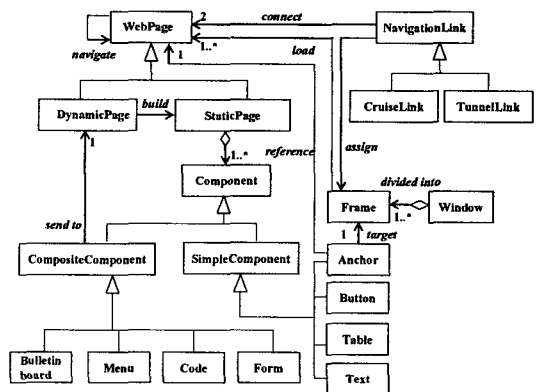 WebPage
2
connect
NavigationLink
navigate
1
1..*
load
DynamicPage
build
StaticPage
CruiseLink
TunnelLink
1
1..*
reference
assign
Component
divided into
Frame
1..*
Window
send to
1
target
CompositeComponent
SimpleComponent
Anchor
Button
Bulletin
board
Menu
Code
Form
Table
Text